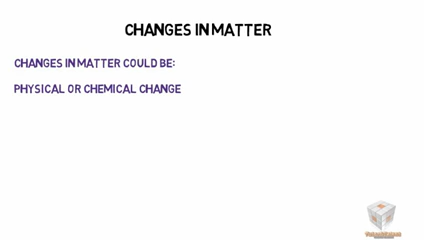 CHANGES IN MATTER
CHANGES IN MATTER COULD BE:
PHYSICAL OR CHEMICAL CHANGE